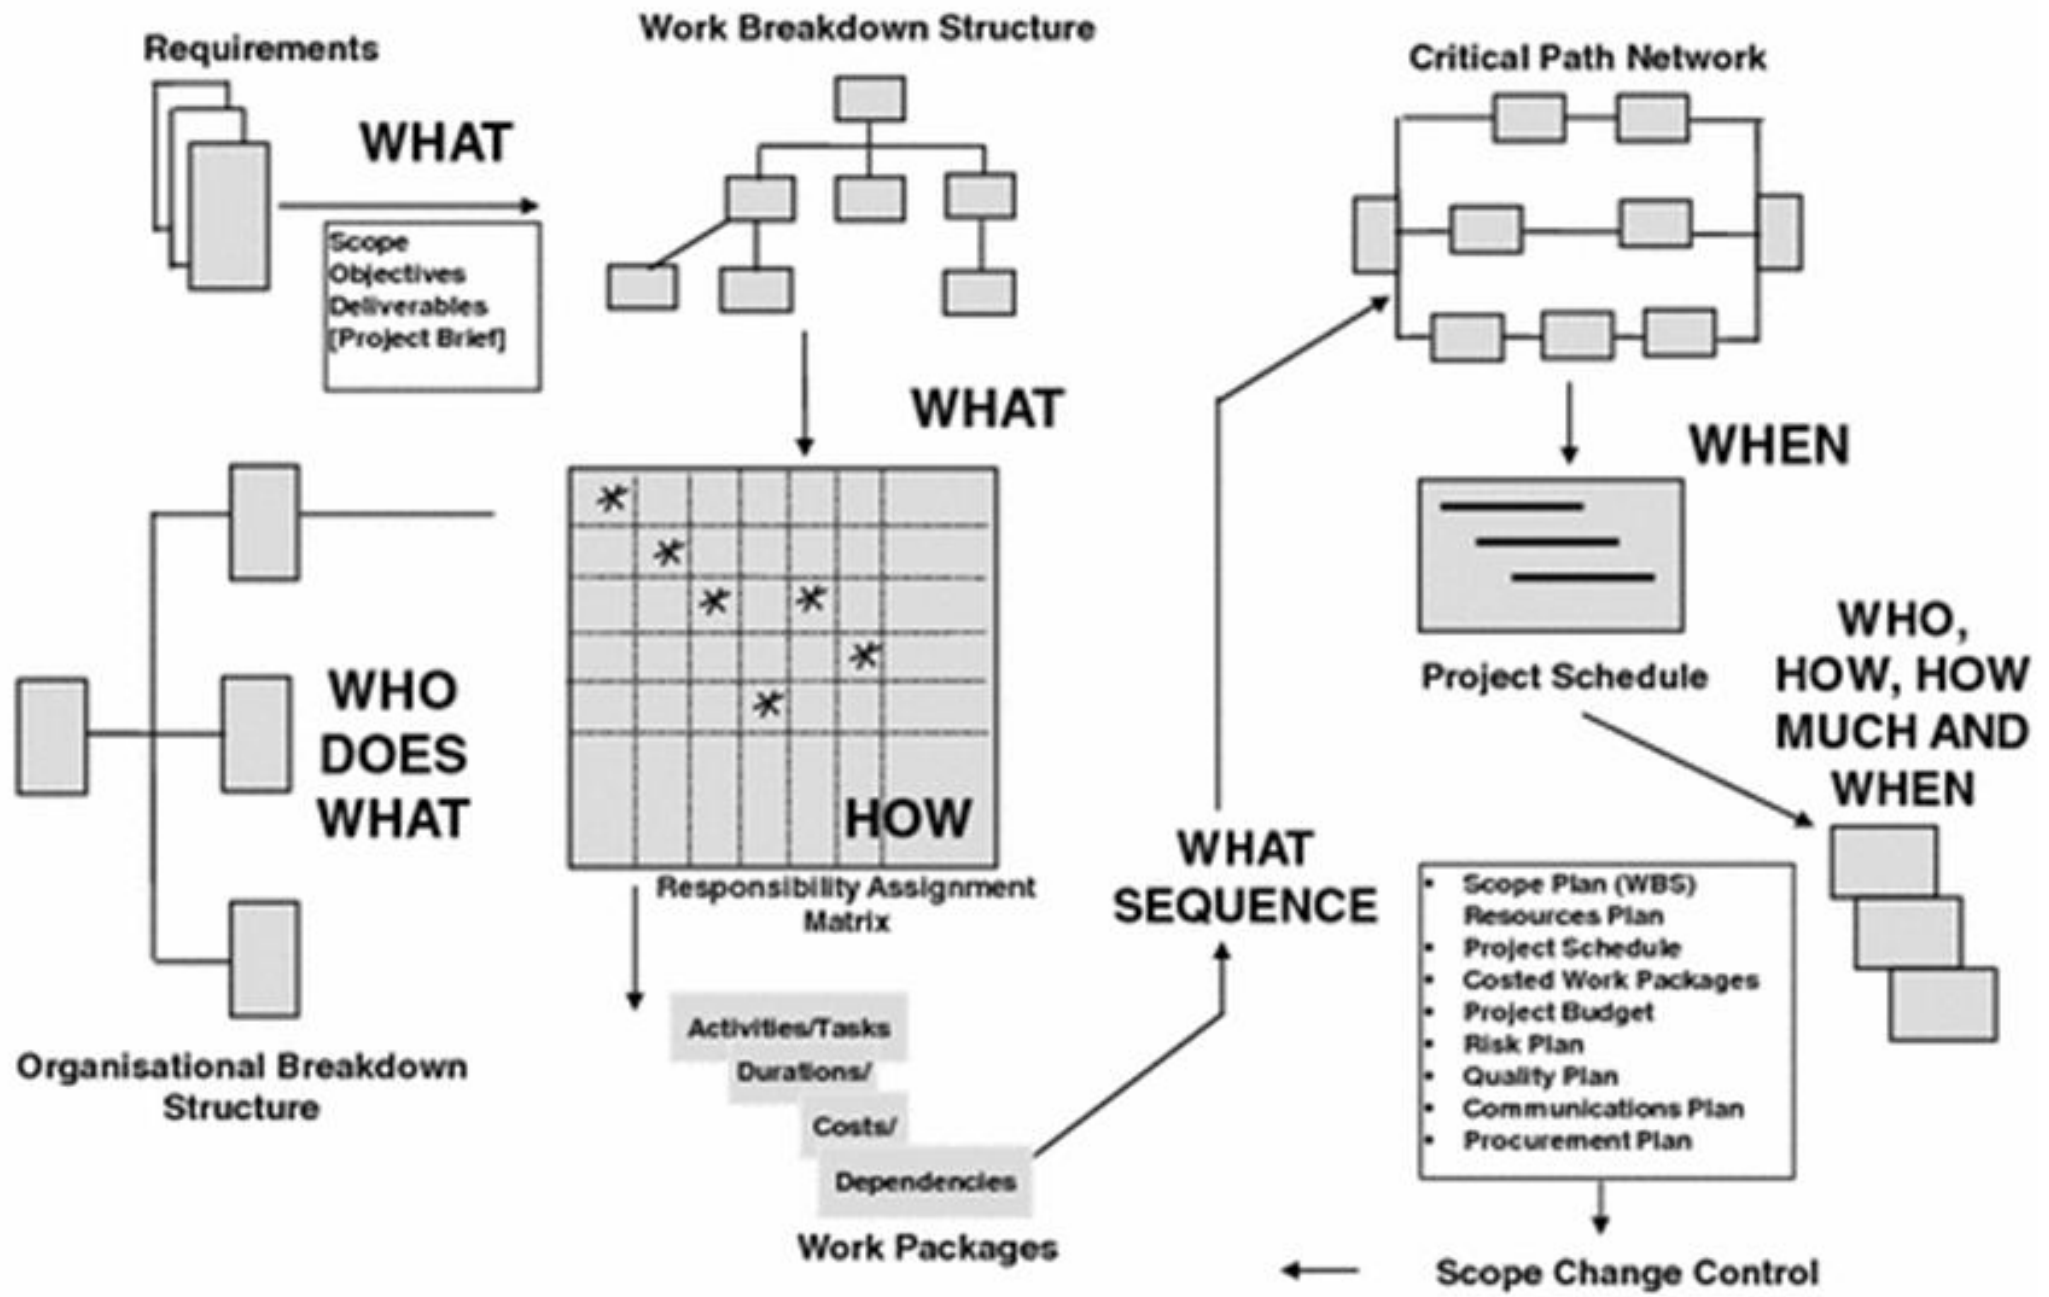 Requirements
WHAT
Scope
Objectives
Deliverables
[Project Brief]
Work Breakdown Structure
WHAT
WHO
DOES
WHAT
Organisational Breakdown
Structure
HOW
Responsibility Assignment
Matrix
Activities/Tasks
Durations/
Costs/
Dependencies
Work Packages
WHAT
SEQUENCE
Critical Path Network
WHEN
Project Schedule
WHO,
HOW, HOW
MUCH AND
WHEN
• Scope Plan (WBS)
Resources Plan
• Project Schedule
• Costed Work Packages
• Project Budget
• Risk Plan
• Quality Plan
• Communications Plan
• Procurement Plan
Scope Change Control